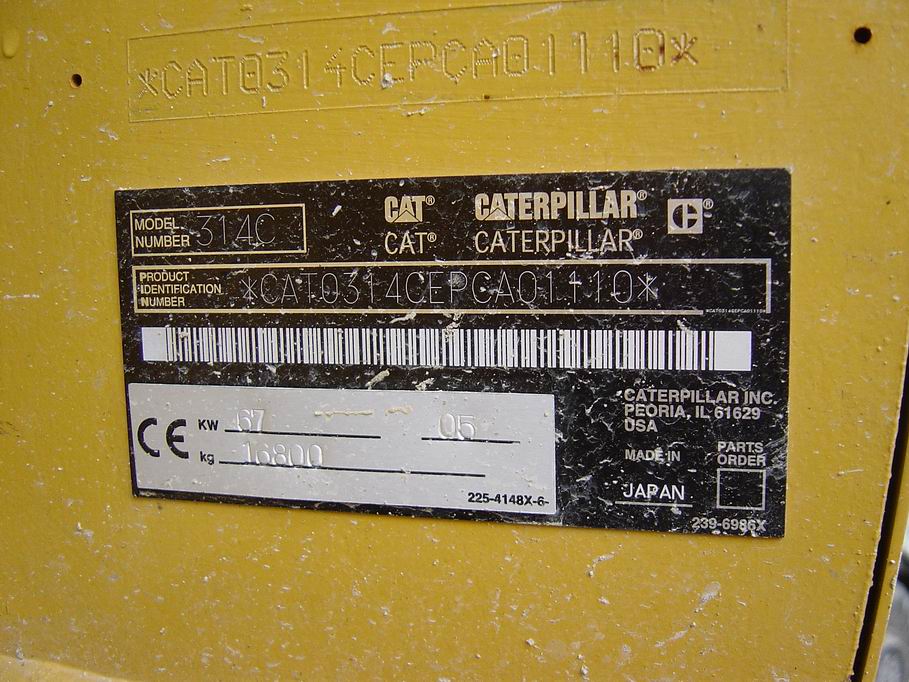 *CAT0314CEPCA01110*
MODEL NUMBER 314C
CAT® CATERPILLAR® C®
CAT® CATERPILLAR®
PRODUCT IDENTIFICATION NUMBER *CAT0314CEPCA01110*
*CAT0314CEPCA01110*
CE KW 67 05
kg 16800
225-4148X-6-
CATERPILLAR INC.
PEORIA, IL 61629
USA
MADE IN
JAPAN
PARTS
ORDER
239-6986X